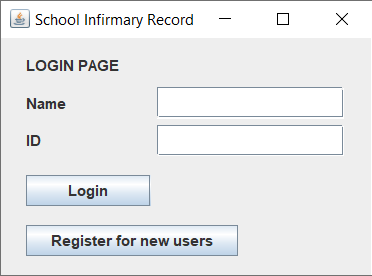 School Infirmary Record
LOGIN PAGE
Name
ID
Login
Register for new users